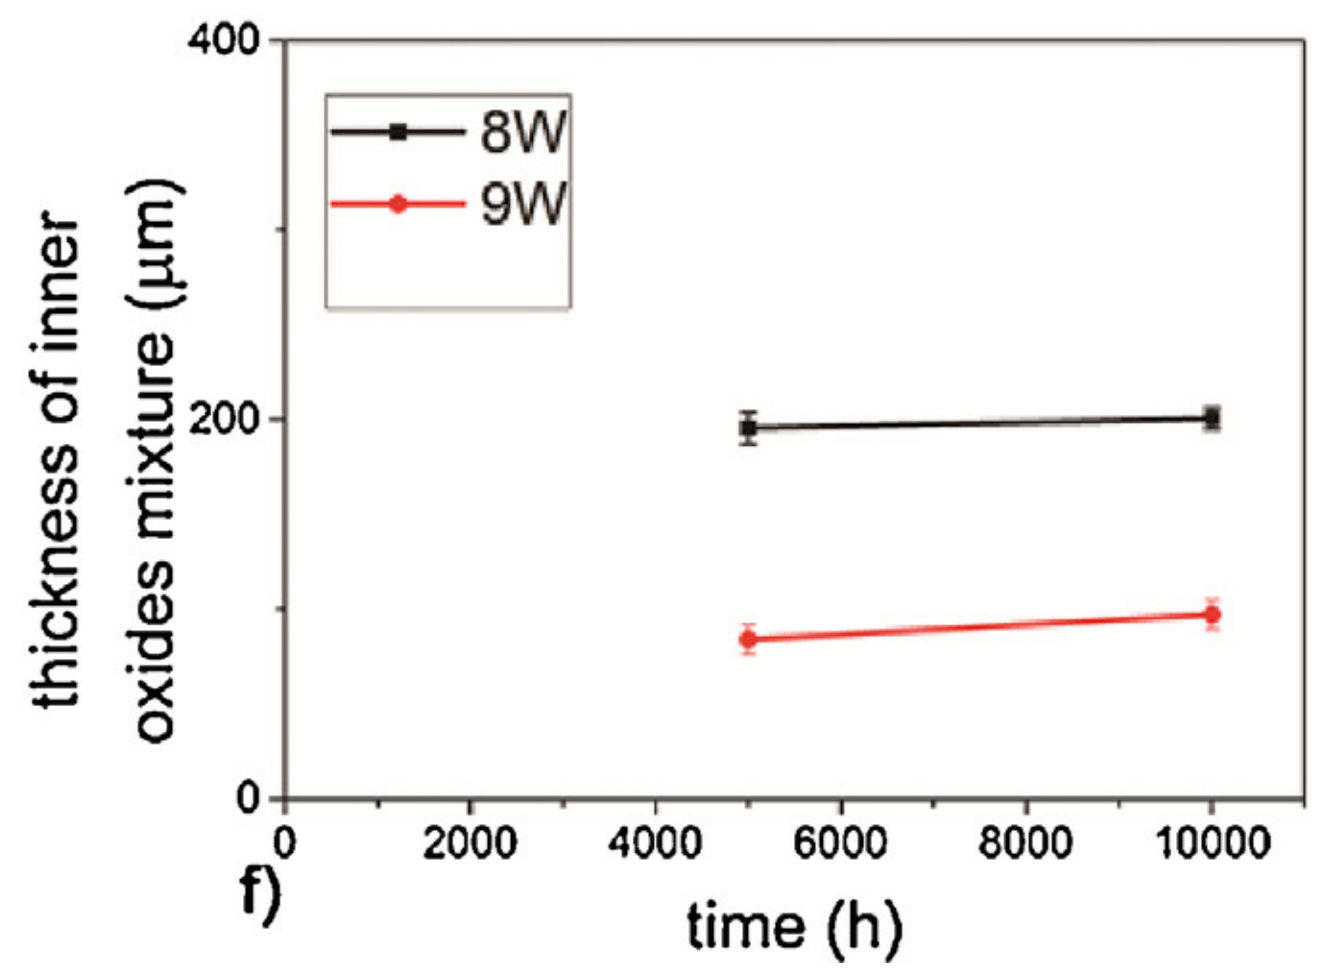 400
200
0
thickness of inner
oxides mixture (μm)
8W
9W
0 2000 4000 6000 8000 10000
time (h)
f)